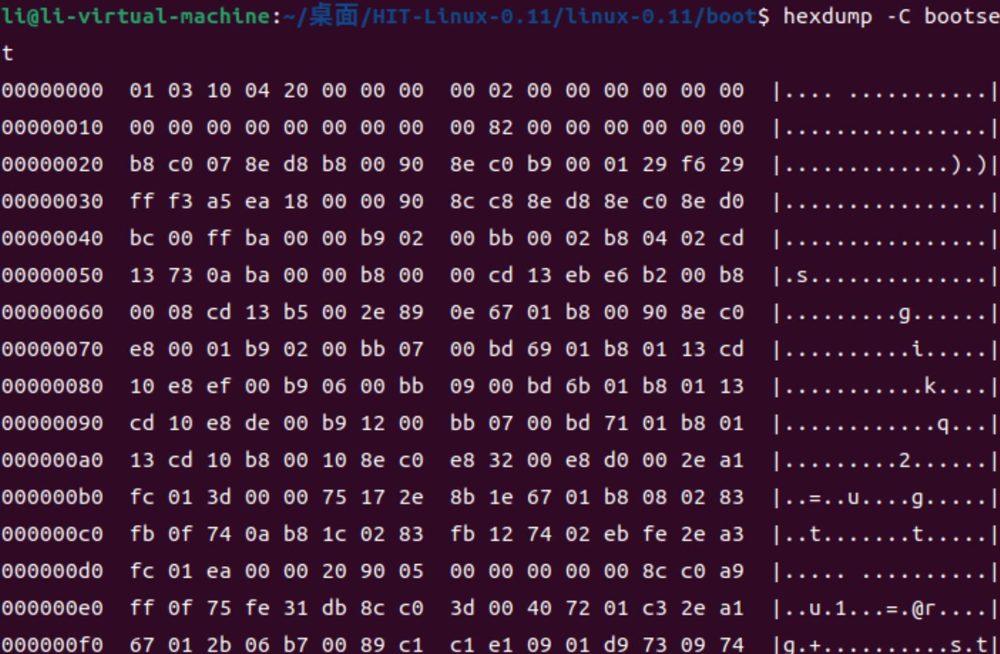 li@li-virtual-machine:~/桌面/HIT-Linux-0.11/linux-0.11/boot$ hexdump -C bootse
t
00000000  01 03 10 04 20 00 00 00  00 02 00 00 00 00 00 00  |.... ...........|
00000010  00 00 00 00 00 00 00 00  00 82 00 00 00 00 00 00  |................|
00000020  b8 c0 07 8e d8 b8 00 90  8e c0 b9 00 01 29 f6 29  |.............).)|
00000030  ff f3 a5 ea 18 00 00 90  8c c8 8e d8 8e c0 8e d0  |................|
00000040  bc 00 ff ba 00 00 b9 02  00 bb 00 02 b8 04 02 cd  |................|
00000050  13 73 0a ba 00 00 b8 00  00 cd 13 eb e6 b2 00 b8  |.s..............|
00000060  00 08 cd 13 b5 00 2e 89  0e 67 01 b8 00 90 8e c0  |.........g......|
00000070  e8 00 01 b9 02 00 bb 07  00 bd 69 01 b8 01 13 cd  |..........i.....|
00000080  10 e8 ef 00 b9 06 00 bb  09 00 bd 6b 01 b8 01 13  |...........k....|
00000090  cd 10 e8 de 00 b9 12 00  bb 07 00 bd 71 01 b8 01  |............q...|
000000a0  13 cd 10 b8 00 10 8e c0  e8 32 00 e8 d0 00 2e a1  |.........2......|
000000b0  fc 01 3d 00 00 75 17 2e  8b 1e 67 01 b8 08 02 83  |..=..u....g.....|
000000c0  fb 0f 74 0a b8 1c 02 83  fb 12 74 02 eb fe 2e a3  |..t.......t.....|
000000d0  fc 01 ea 00 00 20 90 05  00 00 00 00 00 8c c0 a9  |..... ..........|
000000e0  ff 0f 75 fe 31 db 8c c0  3d 00 40 72 01 c3 2e a1  |..u.1...=.@r....|
000000f0  67 01 2b 06 b7 00 89 c1  c1 e1 09 01 d9 73 09 74  |g.+..........s.t|